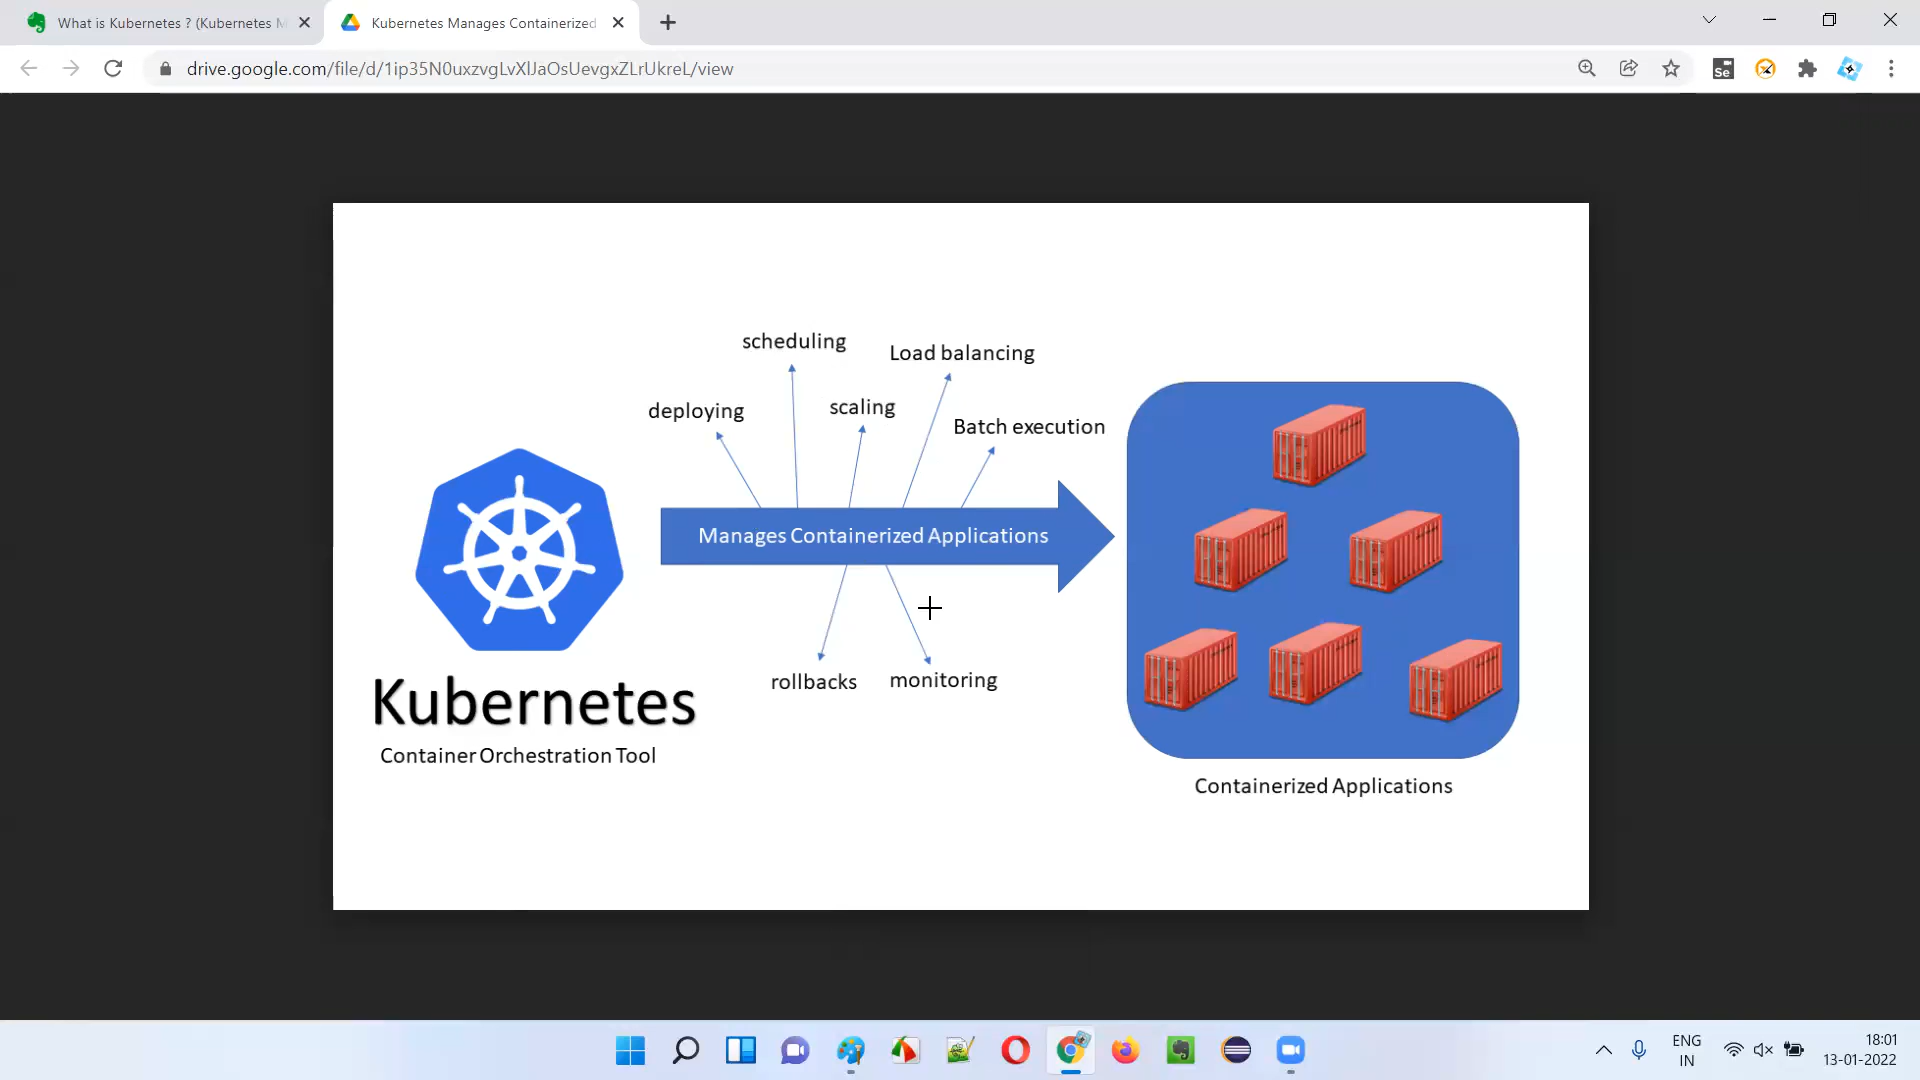 What is Kubernetes ? (Kubernetes M
Kubernetes Manages Containerized
drive.google.com/file/d/1ip35N0uxzvgLvXlJaOsUevgxZLrUkreL/view
Se
scheduling
Load balancing
deploying
scaling
Batch execution
Manages Containerized Applications
rollbacks
monitoring
Kubernetes
Container Orchestration Tool
Containerized Applications
ENG
IN
18:01
13-01-2022